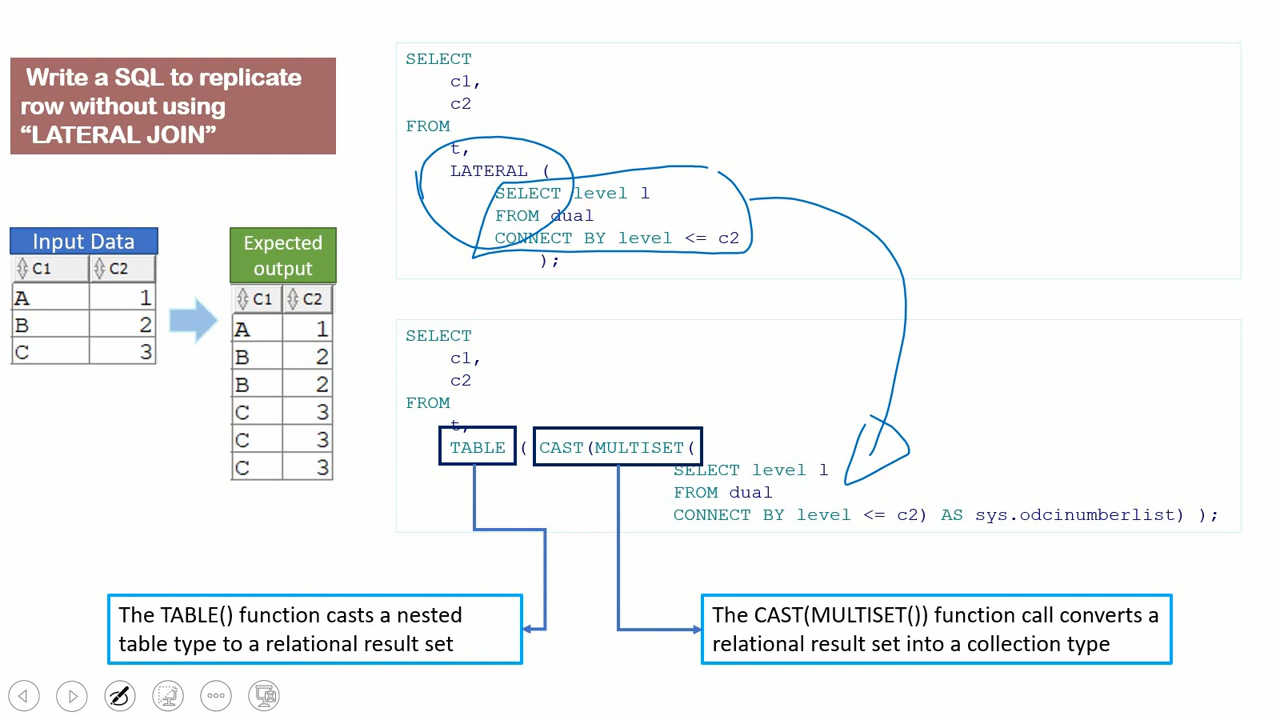 Write a SQL to replicate
row without using
“LATERAL JOIN”
Input Data
C1 C2
A 1
B 2
C 3
Expected
output
C1 C2
A 1
B 2
B 2
C 3
C 3
C 3
SELECT
c1,
c2
FROM
t,
LATERAL (
SELECT level l
FROM dual
CONNECT BY level <= c2
);
SELECT
c1,
c2
FROM
t,
TABLE ( CAST(MULTISET(
SELECT level l
FROM dual
CONNECT BY level <= c2) AS sys.odcinumberlist) );
The TABLE() function casts a nested
table type to a relational result set
The CAST(MULTISET()) function call converts a
relational result set into a collection type